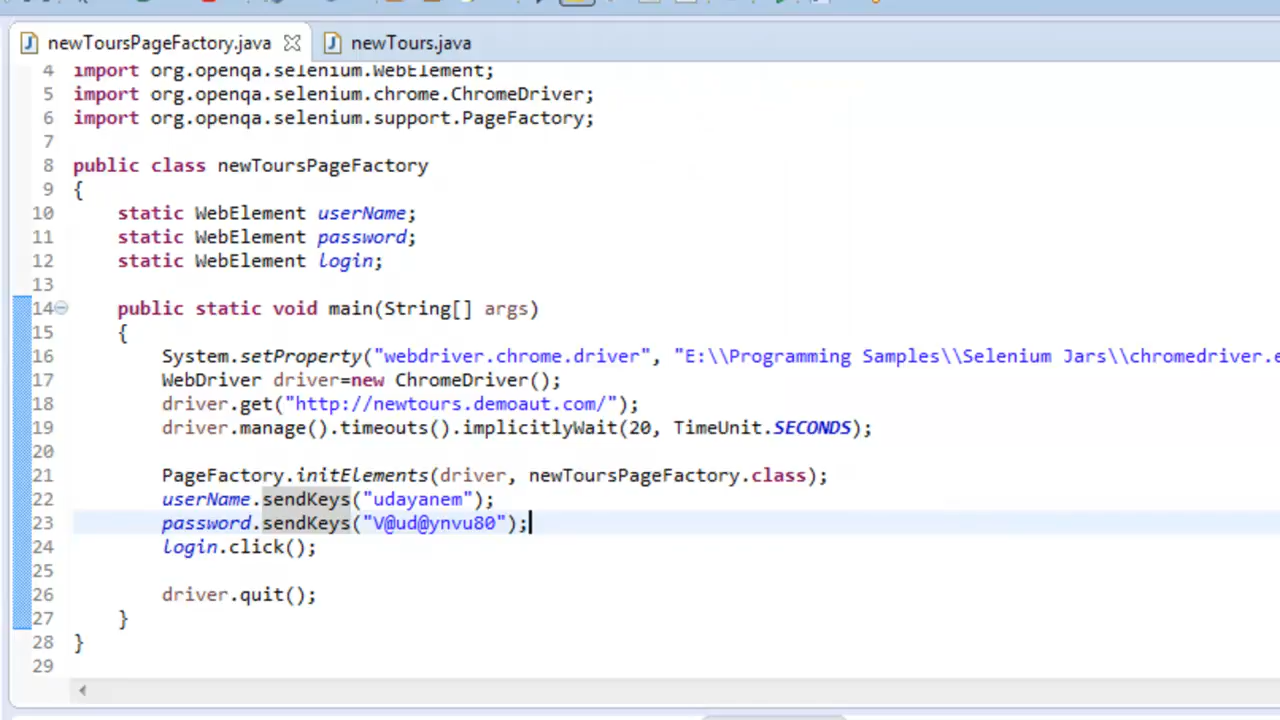 newToursPageFactory.java newTours.java
4 import org.openqa.selenium.WebElement;
5 import org.openqa.selenium.chrome.ChromeDriver;
6 import org.openqa.selenium.support.PageFactory;
7
8 public class newToursPageFactory
9 {
10 static WebElement userName;
11 static WebElement password;
12 static WebElement login;
13
14 public static void main(String[] args)
15 {
16 System.setProperty("webdriver.chrome.driver", "E:\\Programming Samples\\Selenium Jars\\chromedriver.e
17 WebDriver driver=new ChromeDriver();
18 driver.get("http://newtours.demoaut.com/");
19 driver.manage().timeouts().implicitlyWait(20, TimeUnit.SECONDS);
20
21 PageFactory.initElements(driver, newToursPageFactory.class);
22 userName.sendKeys("udayanem");
23 password.sendKeys("V@ud@ynvu80");
24 login.click();
25
26 driver.quit();
27 }
28 }
29